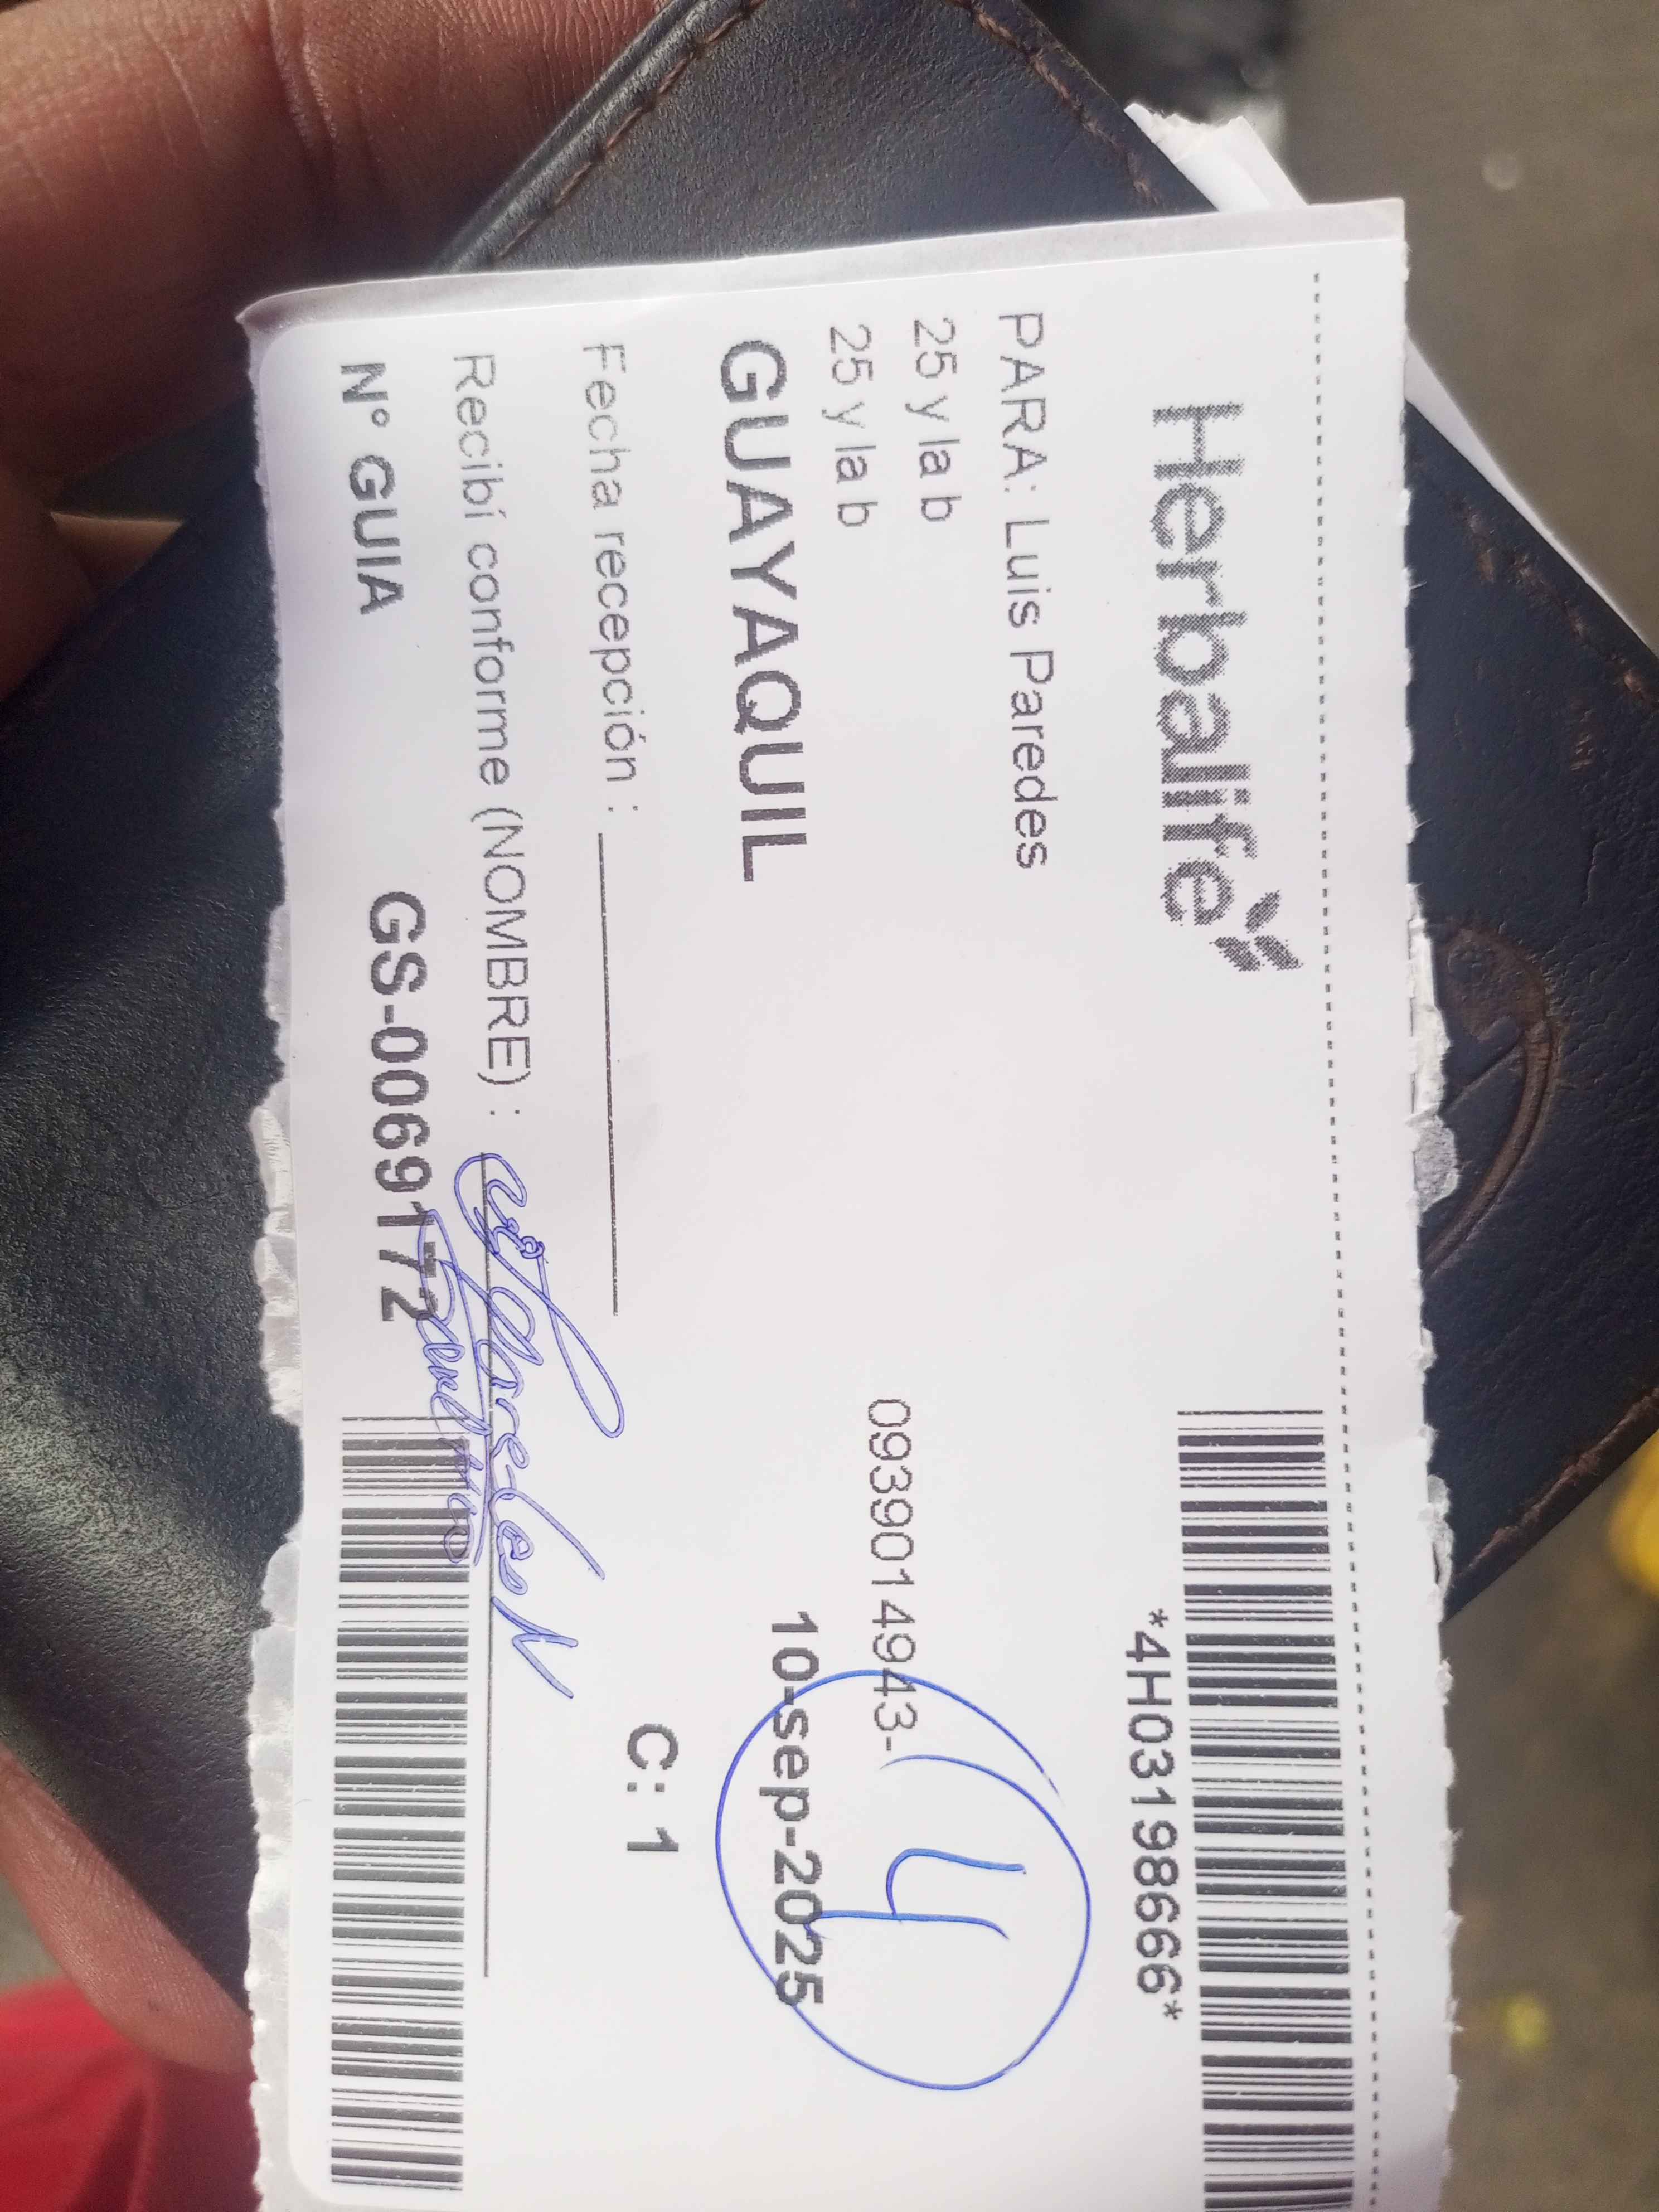 *4H03198666*
Herbalife
PARA: Luis Paredes
25 y la b
25 y la b
0939014943-
4
GUAYAQUIL
10-sep-2025
C: 1
Fecha recepción :
Recibí conforme (NOMBRE) :
N° GUIA GS-00691772